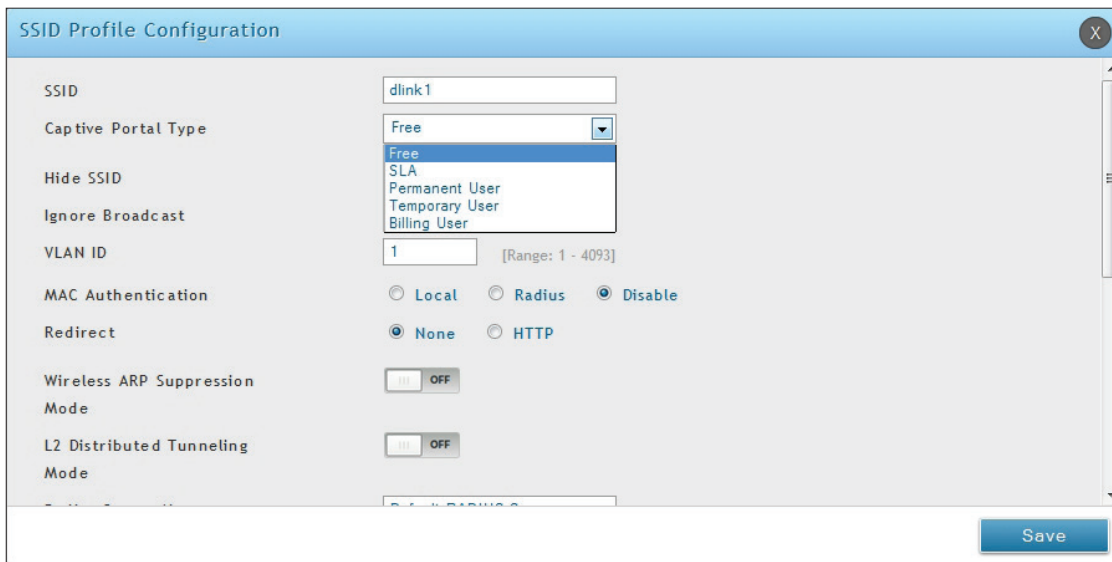 SSID Profile Configuration
X
SSID
dlink1
Captive Portal Type
Free
Free
SLA
Permanent User
Temporary User
Billing User
Hide SSID
Ignore Broadcast
VLAN ID
1 [Range: 1 - 4093]
MAC Authentication
Local Radius Disable
Redirect
None HTTP
Wireless ARP Suppression
Mode
OFF
L2 Distributed Tunneling
Mode
OFF
Save